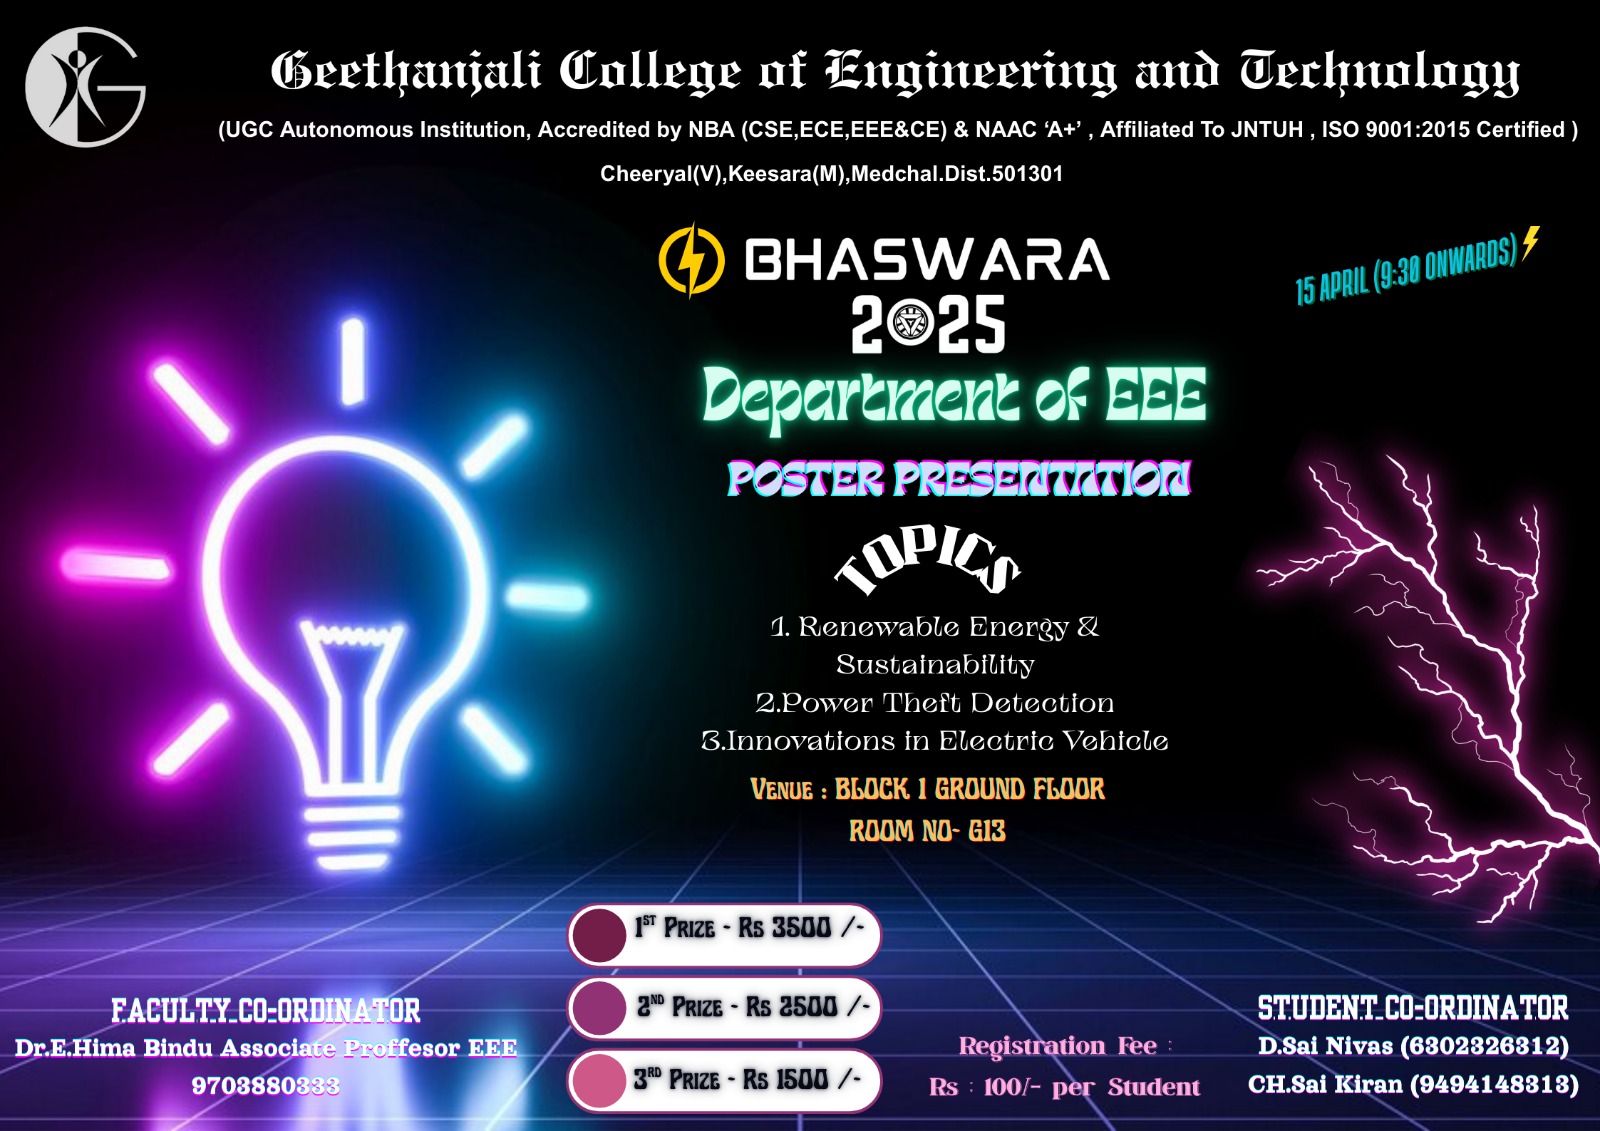 Geethanjali College of Engineering and Technology
(UGC Autonomous Institution, Accredited by NBA (CSE,ECE,EEE&CE) & NAAC ‘A+’ , Affiliated To JNTUH , ISO 9001:2015 Certified )
Cheeryal(V),Keesara(M),Medchal.Dist.501301
BHASWARA
2025
15 APRIL (9:30 ONWARDS)
Department of EEE
POSTER PRESENTATION
TOPICS
1. Renewable Energy &
Sustainability
2.Power Theft Detection
3.Innovations in Electric Vehicle
Venue : BLOCK 1 GROUND FLOOR
ROOM NO- G13
1ST Prize - Rs 3500 /-
2ND Prize - Rs 2500 /-
3RD Prize - Rs 1500 /-
FACULTY CO-ORDINATOR
Dr.E.Hima Bindu Associate Proffesor EEE
9703880333
Registration Fee :
Rs : 100/- per Student
STUDENT CO-ORDINATOR
D.Sai Nivas (6302326312)
CH.Sai Kiran (9494148313)